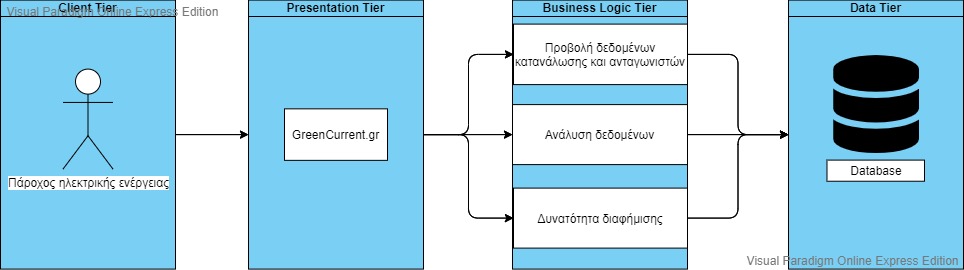 Visual Paradigm Online Express Edition
Client Tier
Presentation Tier
Business Logic Tier
Data Tier
Πάροχος ηλεκτρικής ενέργειας
GreenCurrent.gr
Προβολή δεδομένων
κατανάλωσης και ανταγωνιστών
Ανάλυση δεδομένων
Δυνατότητα διαφήμισης
Database
Visual Paradigm Online Express Edition